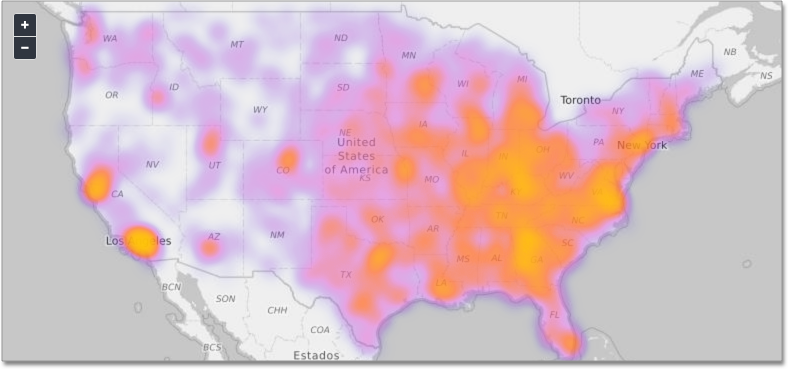 +
−
WA
MT
ND
MN
NB
NS
ME
OR
ID
SD
WI
MI
Toronto
NY
WY
IA
NE
United
States
of America
PA
New York
NV
UT
CO
KS
MO
IL
IN
OH
WV
CA
KY
VA
Los Angeles
AZ
NM
OK
AR
TN
NC
SC
TX
MS
AL
GA
LA
BCN
SON
CHH
COA
FL
BCS
Estados